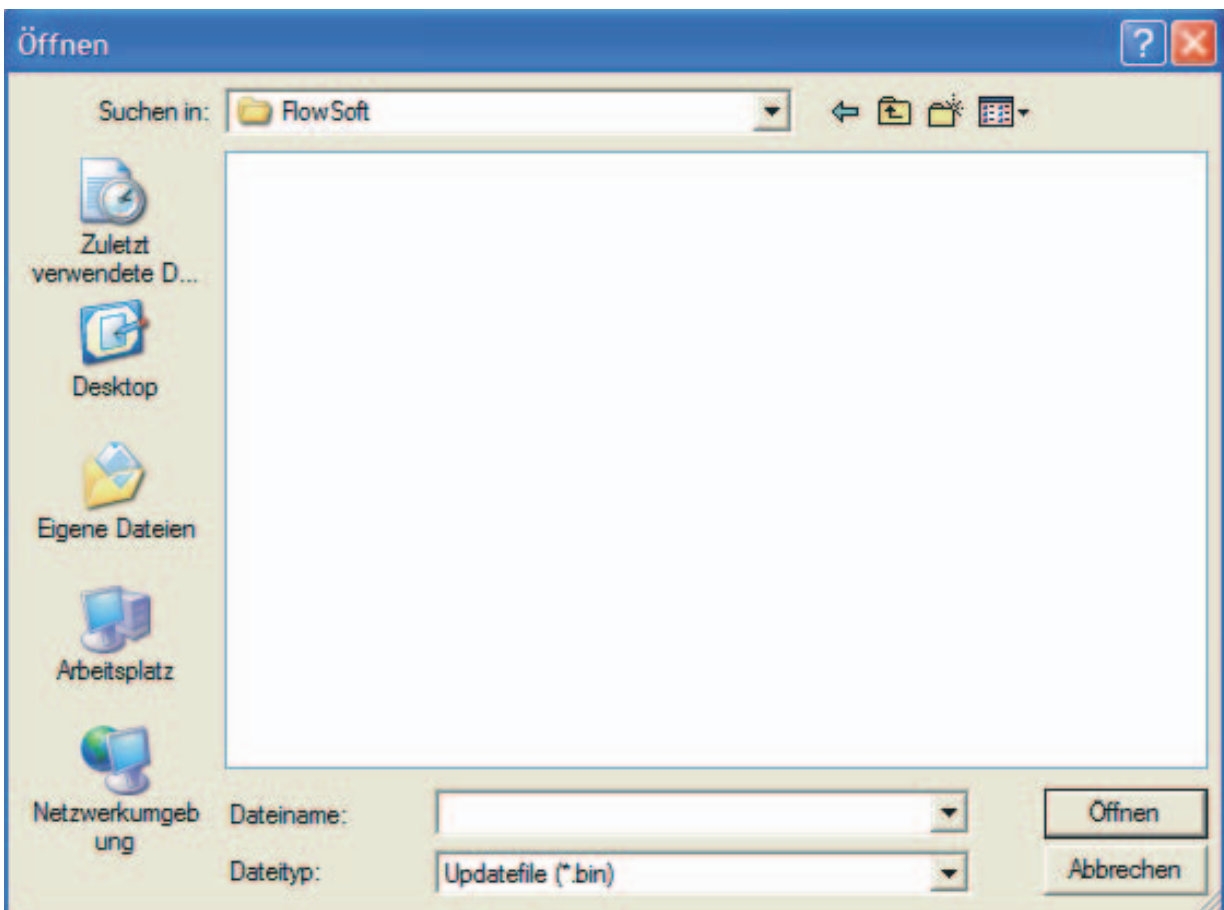 Öffnen
Suchen in:
FlowSoft
Zuletzt
verwendete D...
Desktop
Eigene Dateien
Arbeitsplatz
Netzwerkumgeb
ung
Dateiname:
Öffnen
Dateityp:
Updatefile (*.bin)
Abbrechen